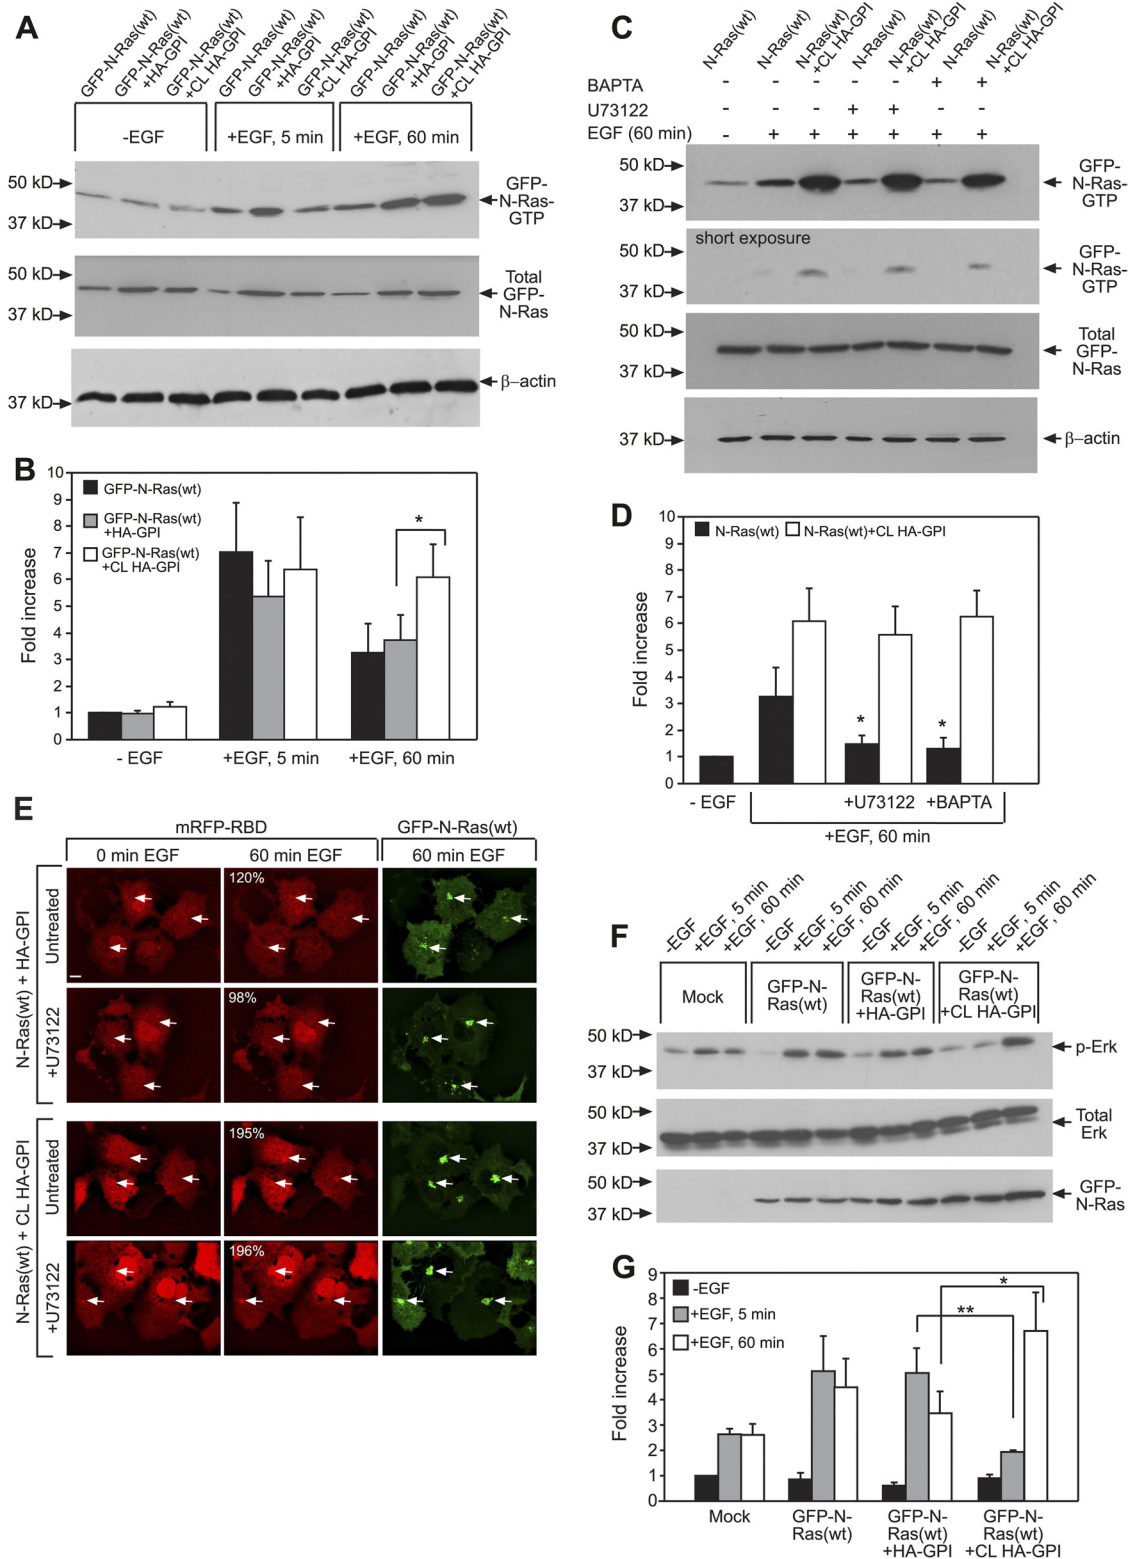 A
GFP-N-Ras(wt)
GFP-N-Ras(wt)
+HA-GPI
GFP-N-Ras(wt)
+CL HA-GPI
GFP-N-Ras(wt)
GFP-N-Ras(wt)
+HA-GPI
GFP-N-Ras(wt)
+CL HA-GPI
GFP-N-Ras(wt)
GFP-N-Ras(wt)
+HA-GPI
GFP-N-Ras(wt)
+CL HA-GPI
-EGF
+EGF, 5 min
+EGF, 60 min
50 kD
37 kD
GFP-
N-Ras-
GTP
50 kD
37 kD
Total
GFP-
N-Ras
37 kD
β-actin
B
Fold increase
10
9
8
7
6
5
4
3
2
1
0
GFP-N-Ras(wt)
GFP-N-Ras(wt)
+HA-GPI
GFP-N-Ras(wt)
+CL HA-GPI
*
- EGF
+EGF, 5 min
+EGF, 60 min
C
N-Ras(wt)
N-Ras(wt)
N-Ras(wt)
+CL HA-GPI
N-Ras(wt)
N-Ras(wt)
+CL HA-GPI
N-Ras(wt)
N-Ras(wt)
+CL HA-GPI
BAPTA - - - - - + +
U73122 - - - + + - -
EGF (60 min) - + + + + + +
50 kD
37 kD
GFP-
N-Ras-
GTP
short exposure
50 kD
37 kD
GFP-
N-Ras-
GTP
50 kD
37 kD
Total
GFP-
N-Ras
37 kD
β-actin
D
Fold increase
10
9
8
7
6
5
4
3
2
1
0
N-Ras(wt)
N-Ras(wt)+CL HA-GPI
*
*
- EGF
+U73122
+BAPTA
+EGF, 60 min
E
mRFP-RBD
GFP-N-Ras(wt)
0 min EGF
60 min EGF
60 min EGF
N-Ras(wt) + HA-GPI
Untreated
120%
+U73122
98%
N-Ras(wt) + CL HA-GPI
Untreated
195%
+U73122
196%
F
-EGF
+EGF, 5 min
+EGF, 60 min
-EGF
+EGF, 5 min
+EGF, 60 min
-EGF
+EGF, 5 min
+EGF, 60 min
-EGF
+EGF, 5 min
+EGF, 60 min
Mock
GFP-N-
Ras(wt)
GFP-N-
Ras(wt)
+HA-GPI
GFP-N-
Ras(wt)
+CL HA-GPI
50 kD
37 kD
p-Erk
50 kD
37 kD
Total
Erk
50 kD
37 kD
GFP-
N-Ras
G
Fold increase
9
8
7
6
5
4
3
2
1
0
-EGF
+EGF, 5 min
+EGF, 60 min
*
**
Mock
GFP-N-
Ras(wt)
GFP-N-
Ras(wt)
+HA-GPI
GFP-N-
Ras(wt)
+CL HA-GPI